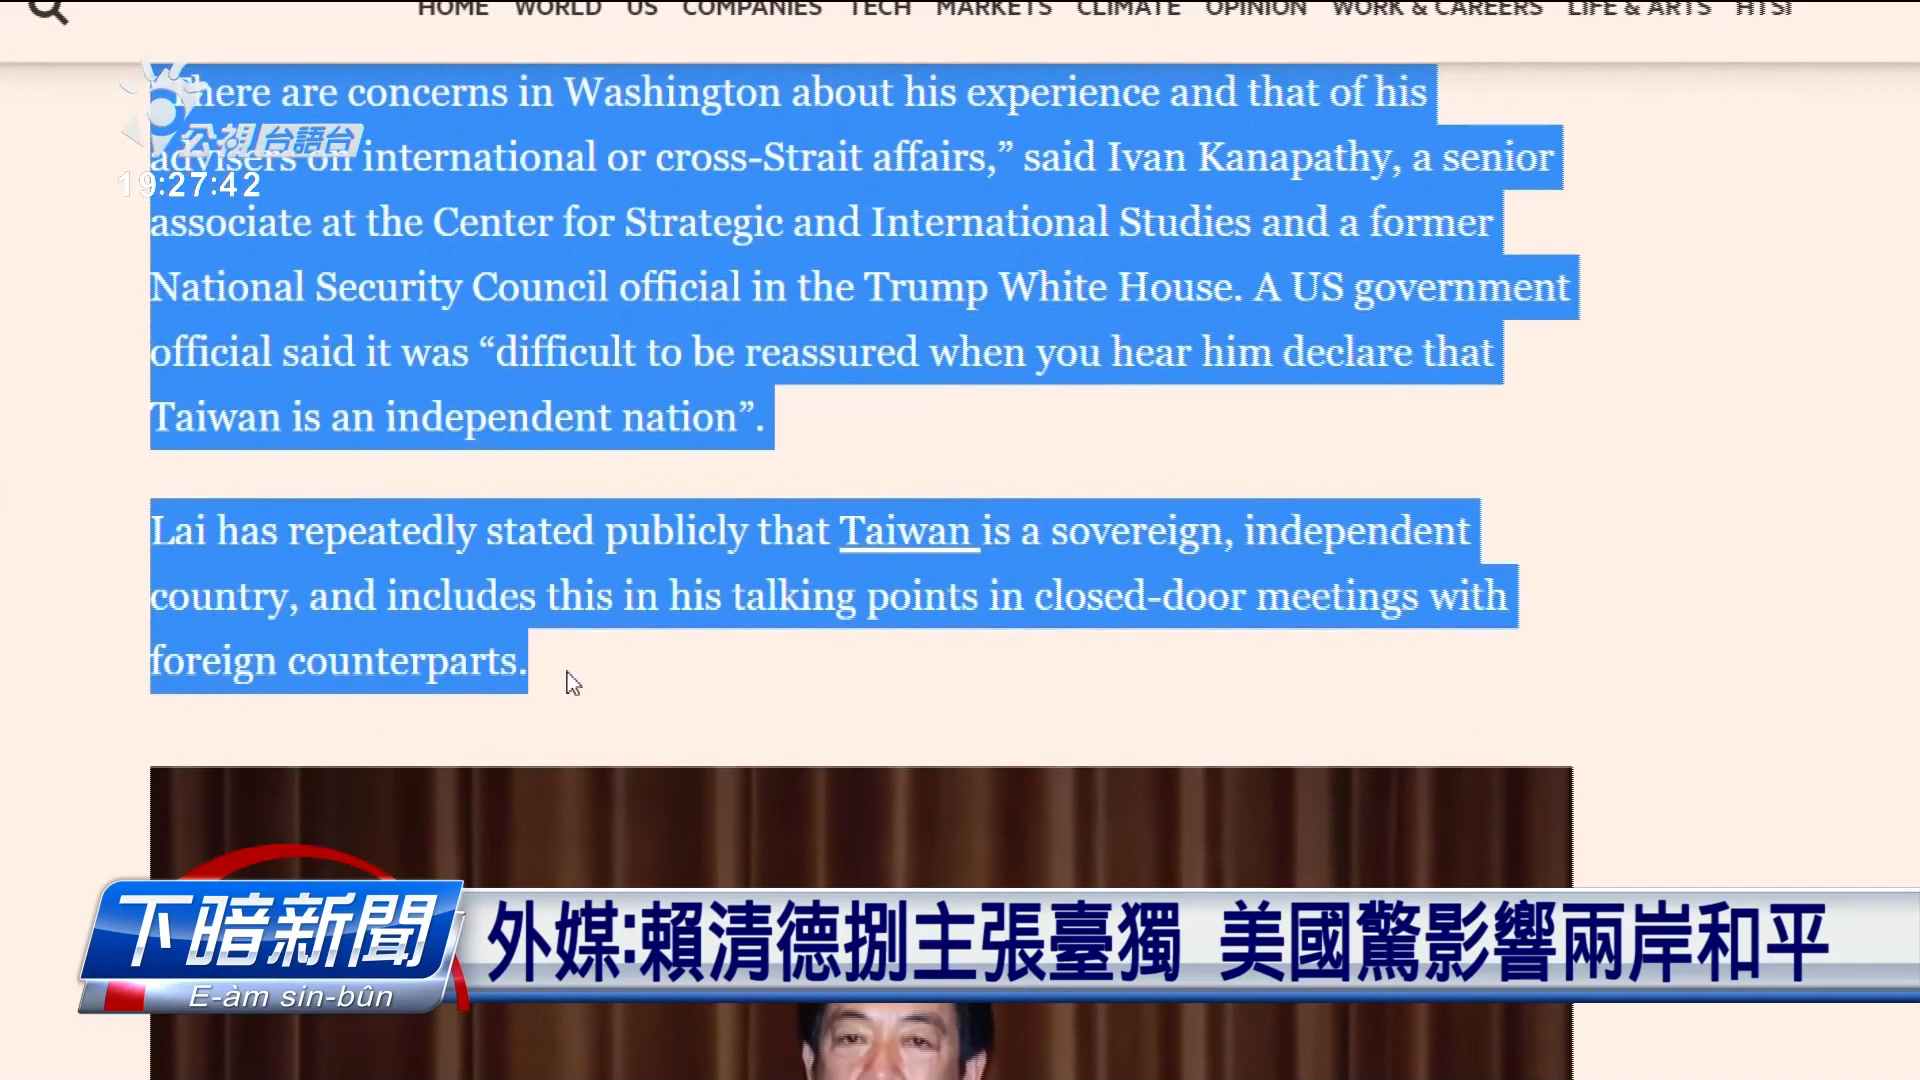 HOME WORLD US COMPANIES TECH MARKETS CLIMATE OPINION WORK & CAREERS LIFE & ARTS HTSI
“There are concerns in Washington about his experience and that of his
advisers on international or cross-Strait affairs,” said Ivan Kanapathy, a senior
associate at the Center for Strategic and International Studies and a former
National Security Council official in the Trump White House. A US government
official said it was “difficult to be reassured when you hear him declare that
Taiwan is an independent nation”.
公視台語台
19:27:42
Lai has repeatedly stated publicly that Taiwan is a sovereign, independent
country, and includes this in his talking points in closed-door meetings with
foreign counterparts.
下暗新聞
E-àm sin-bûn
外媒:賴清德捌主張臺獨 美國驚影響兩岸和平